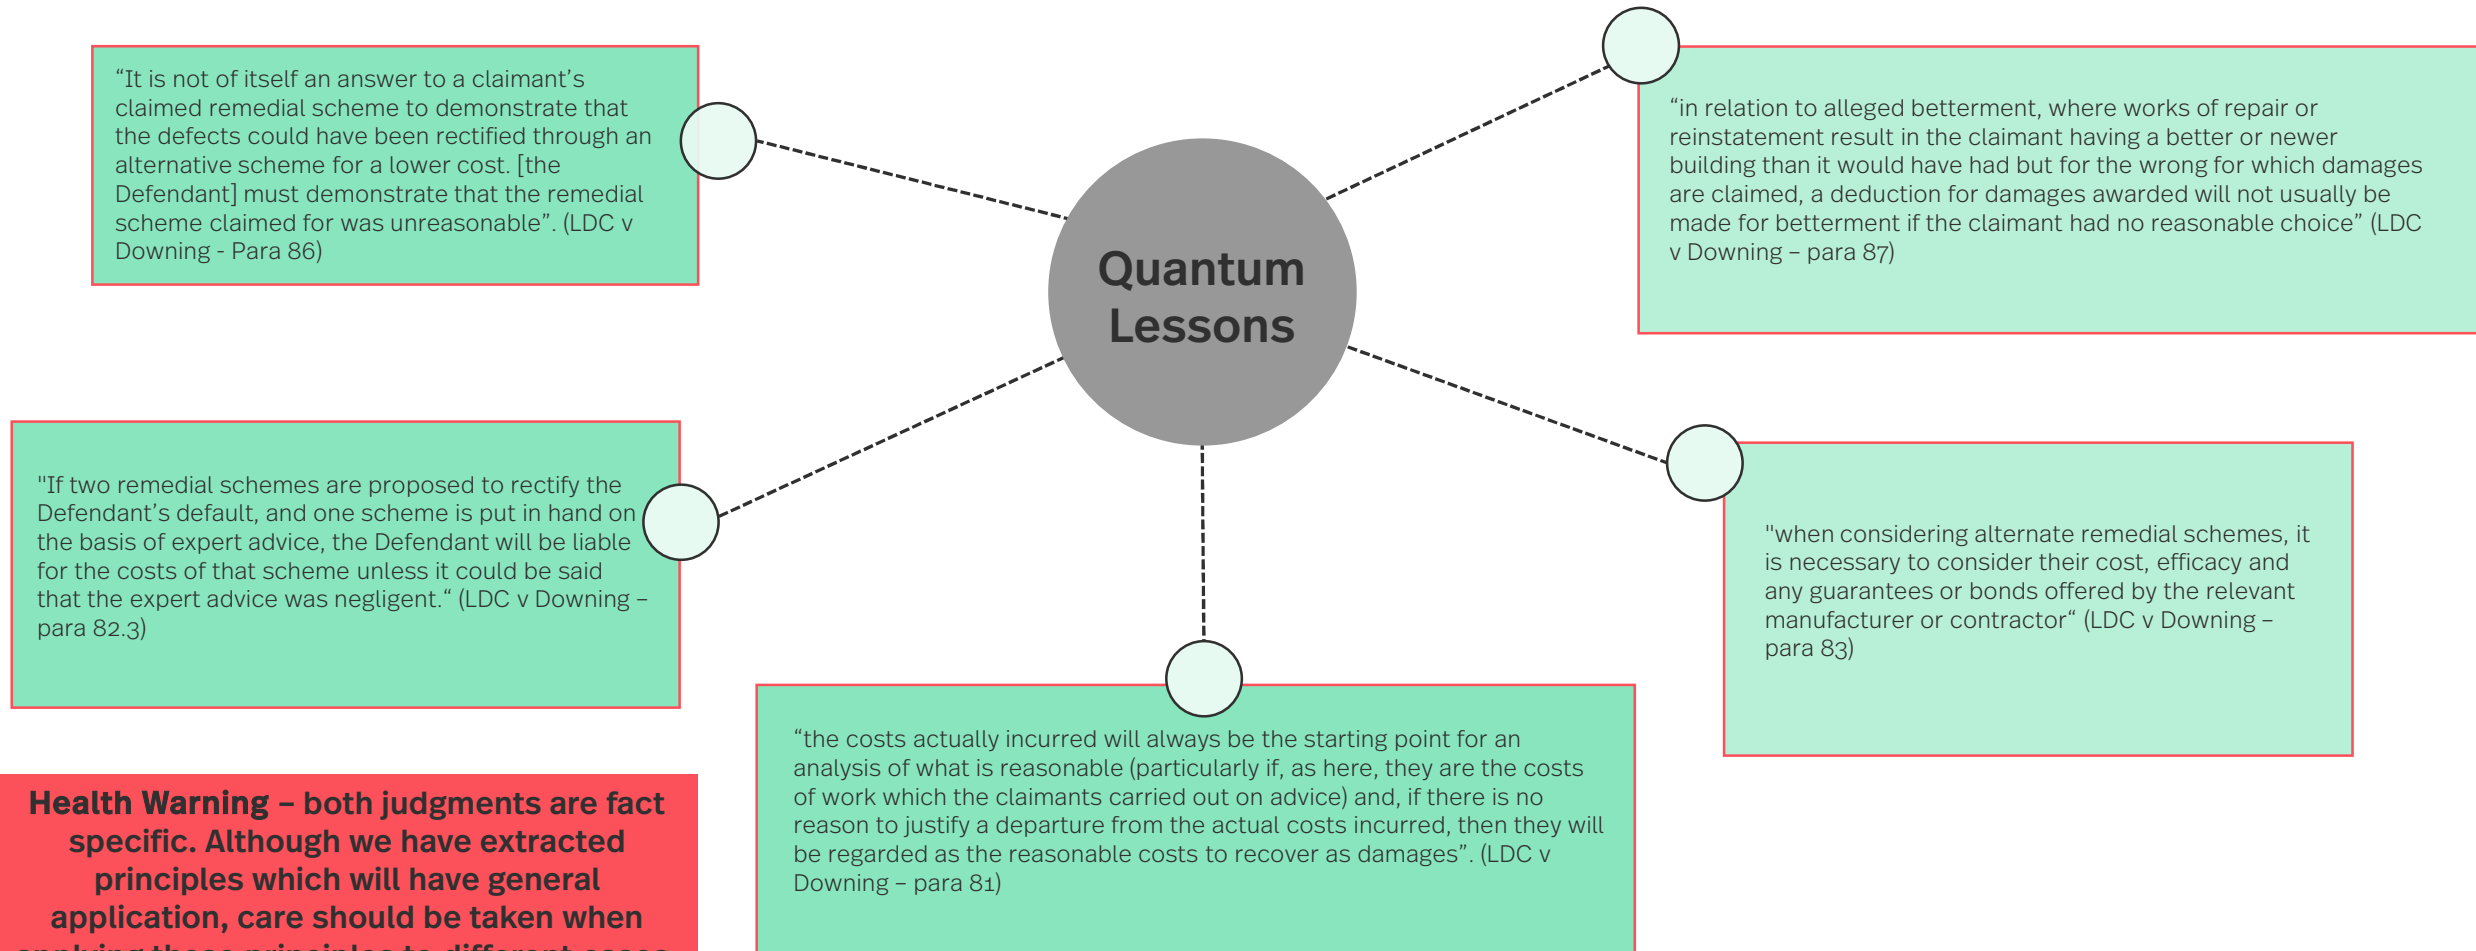 “It is not of itself an answer to a claimant’s
claimed remedial scheme to demonstrate that
the defects could have been rectified through an
alternative scheme for a lower cost. [the
Defendant] must demonstrate that the remedial
scheme claimed for was unreasonable”. (LDC v
Downing - Para 86)
“in relation to alleged betterment, where works of repair or
reinstatement result in the claimant having a better or newer
building than it would have had but for the wrong for which damages
are claimed, a deduction for damages awarded will not usually be
made for betterment if the claimant had no reasonable choice” (LDC
v Downing – para 87)
Quantum
Lessons
"If two remedial schemes are proposed to rectify the
Defendant’s default, and one scheme is put in hand on
the basis of expert advice, the Defendant will be liable
for the costs of that scheme unless it could be said
that the expert advice was negligent.“ (LDC v Downing –
para 82.3)
"when considering alternate remedial schemes, it
is necessary to consider their cost, efficacy and
any guarantees or bonds offered by the relevant
manufacturer or contractor“ (LDC v Downing –
para 83)
“the costs actually incurred will always be the starting point for an
analysis of what is reasonable (particularly if, as here, they are the costs
of work which the claimants carried out on advice) and, if there is no
reason to justify a departure from the actual costs incurred, then they will
be regarded as the reasonable costs to recover as damages”. (LDC v
Downing – para 81)
Health Warning – both judgments are fact
specific. Although we have extracted
principles which will have general
application, care should be taken when
applying these principles to different cases